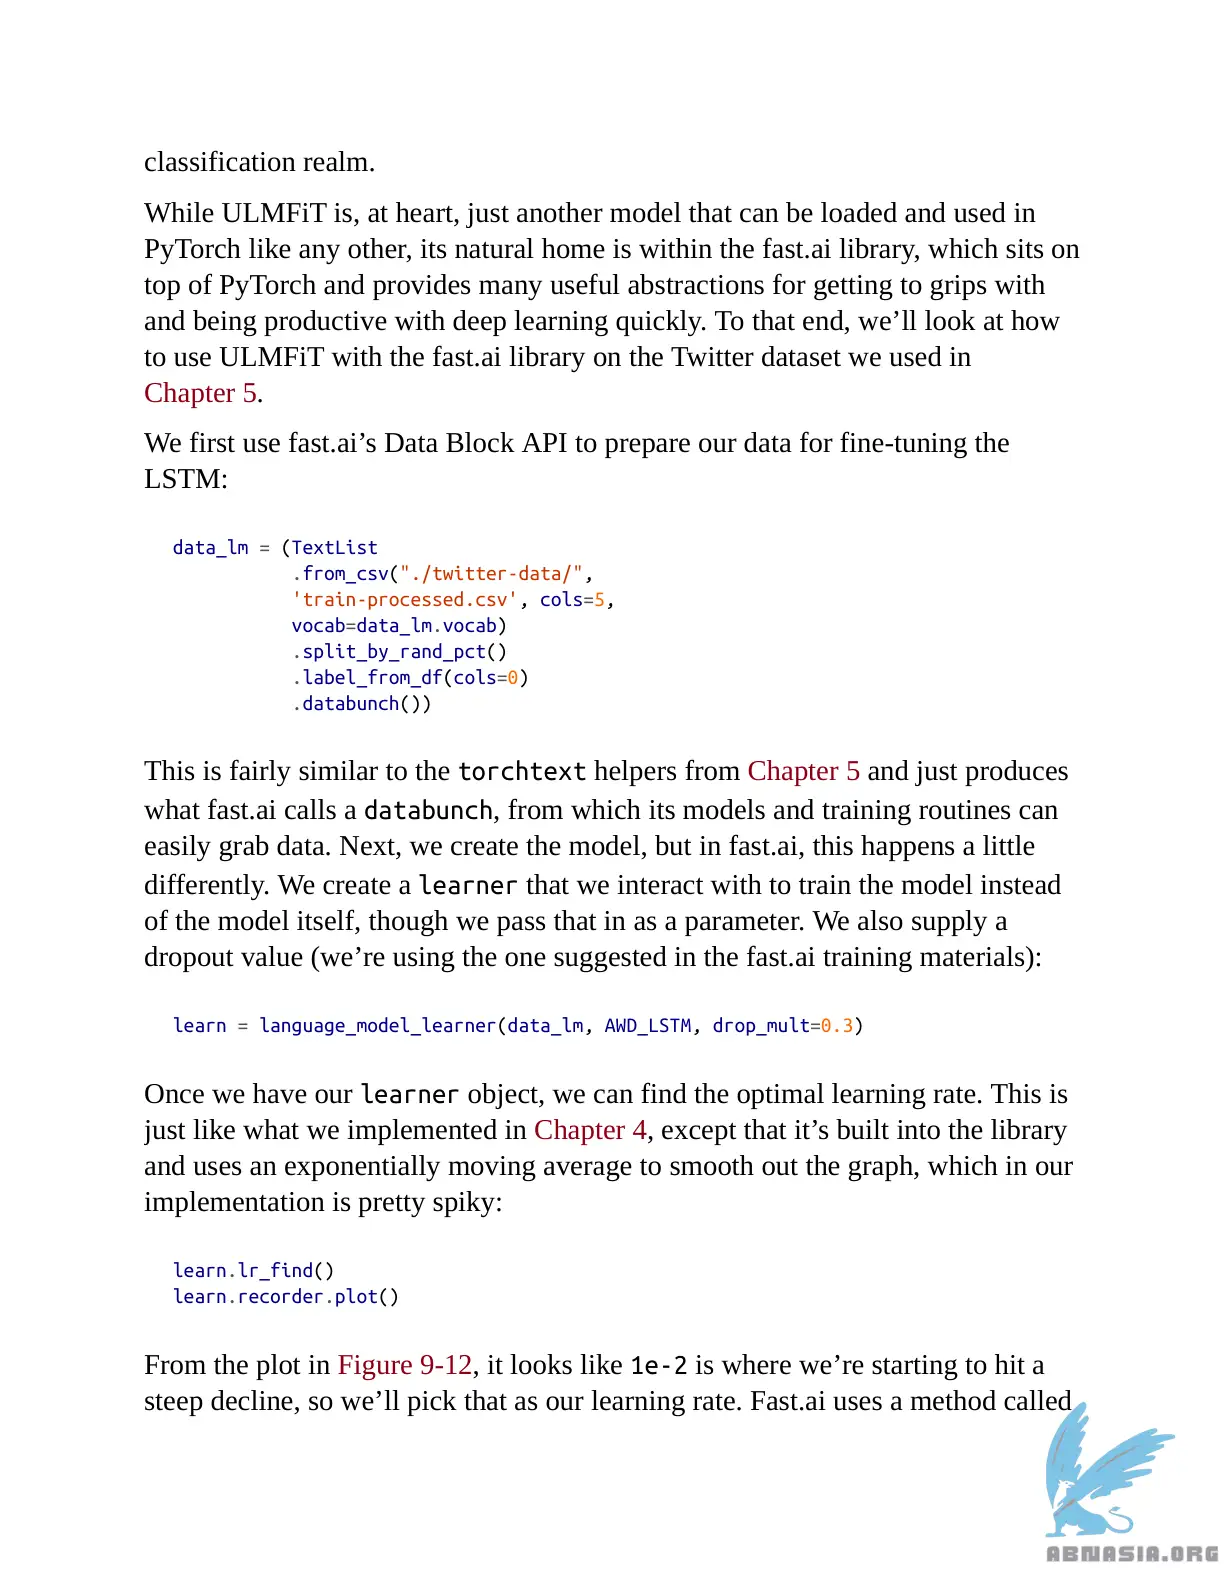 classification realm.
While ULMFiT is, at heart, just another model that can be loaded and used in
PyTorch like any other, its natural home is within the fast.ai library, which sits on
top of PyTorch and provides many useful abstractions for getting to grips with
and being productive with deep learning quickly. To that end, we’ll look at how
to use ULMFiT with the fast.ai library on the Twitter dataset we used in
Chapter 5.
We first use fast.ai’s Data Block API to prepare our data for fine-tuning the
LSTM:
data_lm = (TextList
.from_csv("./twitter-data/",
'train-processed.csv', cols=5,
vocab=data_lm.vocab)
.split_by_rand_pct()
.label_from_df(cols=0)
.databunch())
This is fairly similar to the torchtext helpers from Chapter 5 and just produces
what fast.ai calls a databunch, from which its models and training routines can
easily grab data. Next, we create the model, but in fast.ai, this happens a little
differently. We create a learner that we interact with to train the model instead
of the model itself, though we pass that in as a parameter. We also supply a
dropout value (we’re using the one suggested in the fast.ai training materials):
learn = language_model_learner(data_lm, AWD_LSTM, drop_mult=0.3)
Once we have our learner object, we can find the optimal learning rate. This is
just like what we implemented in Chapter 4, except that it’s built into the library
and uses an exponentially moving average to smooth out the graph, which in our
implementation is pretty spiky:
learn.lr_find()
learn.recorder.plot()
From the plot in Figure 9-12, it looks like 1e-2 is where we’re starting to hit a
steep decline, so we’ll pick that as our learning rate. Fast.ai uses a method called
ABNASIA.ORG